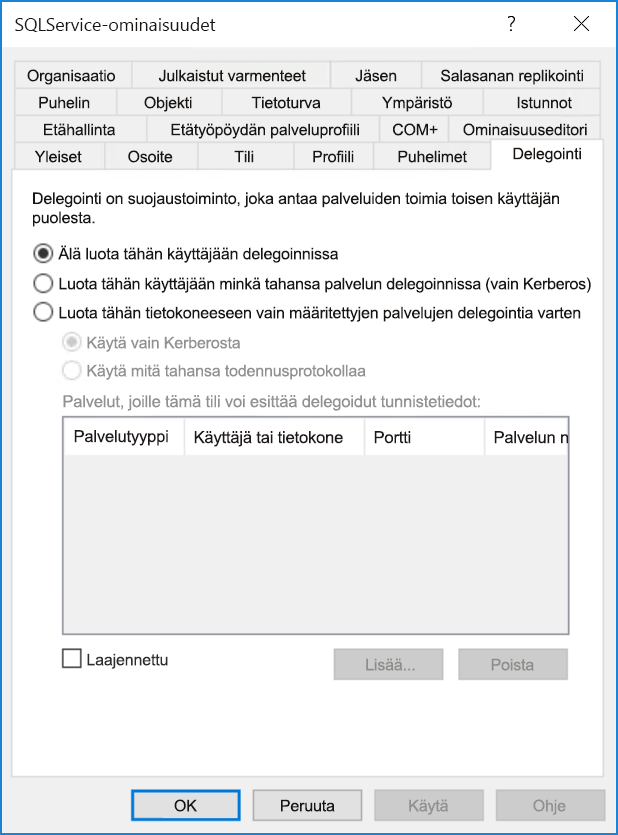 SQLService-ominaisuudet ?
Organisaatio Julkaistut varmenteet Jäsen Salasanan replikointi
Puhelin Objekti Tietoturva Ympäristö Istunnot
Etähallinta Etätyöpöydän palveluprofiili COM+ Ominaisuuseditori
Yleiset Osoite Tili Profiili Puhelimet Delegointi
Delegointi on suojaustoiminto, joka antaa palveluiden toimia toisen käyttäjän
puolesta.
Älä luota tähän käyttäjään delegoinnissa
Luota tähän käyttäjään minkä tahansa palvelun delegoinnissa (vain Kerberos)
Luota tähän tietokoneeseen vain määritettyjen palvelujen delegointia varten
Käytä vain Kerberosta
Käytä mitä tahansa todennusprotokollaa
Palvelut, joille tämä tili voi esittää delegoidut tunnistetiedot:
Palvelutyyppi Käyttäjä tai tietokone Portti Palvelun n
Laajennettu Lisää... Poista
OK Peruuta Käytä Ohje